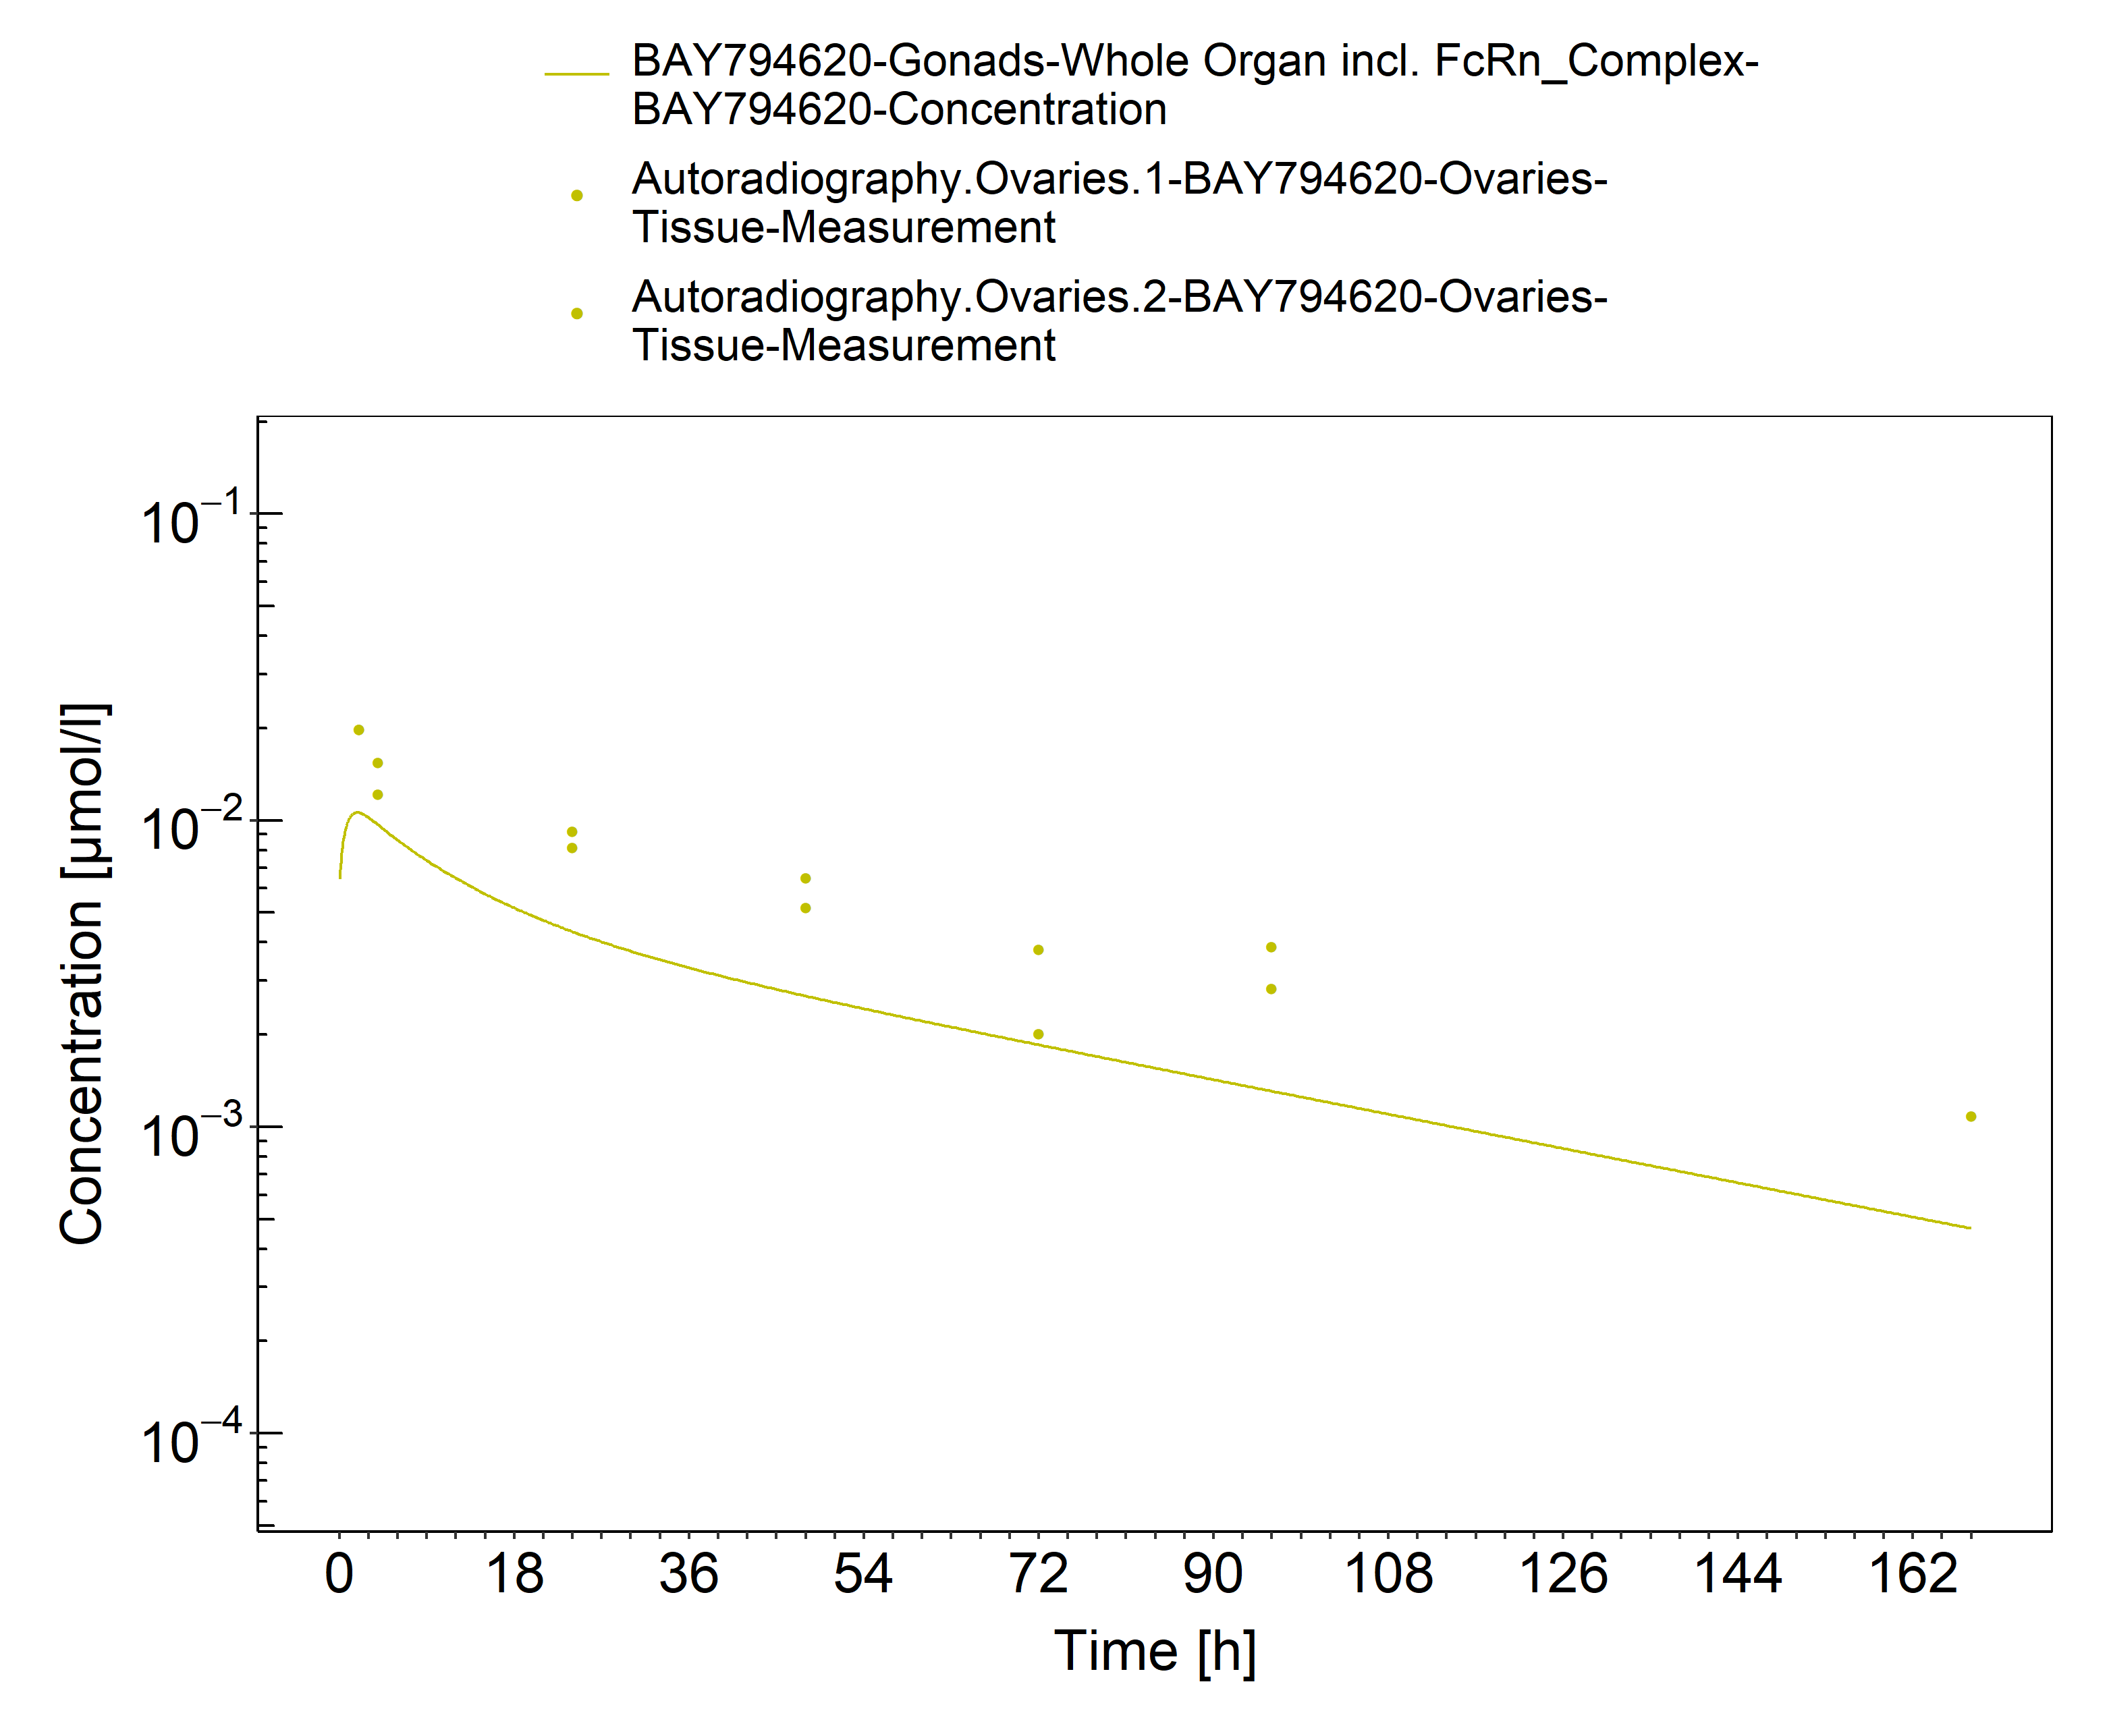 BAY794620-Gonads-Whole Organ incl. FcRn_Complex-
BAY794620-Concentration
Autoradiography.Ovaries.1-BAY794620-Ovaries-
Tissue-Measurement
Autoradiography.Ovaries.2-BAY794620-Ovaries-
Tissue-Measurement
10⁻¹
10⁻²
10⁻³
10⁻⁴
Concentration [µmol/l]
0 18 36 54 72 90 108 126 144 162
Time [h]